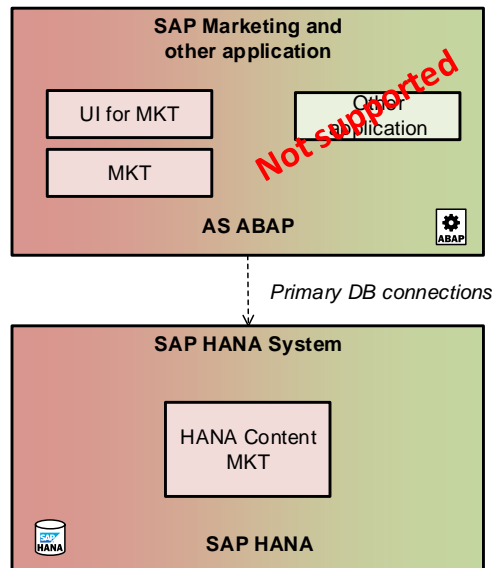 SAP Marketing and
other application
UI for MKT
Other
application
Not supported
MKT
AS ABAP
ABAP
Primary DB connections
SAP HANA System
HANA Content
MKT
SAP
HANA
SAP HANA